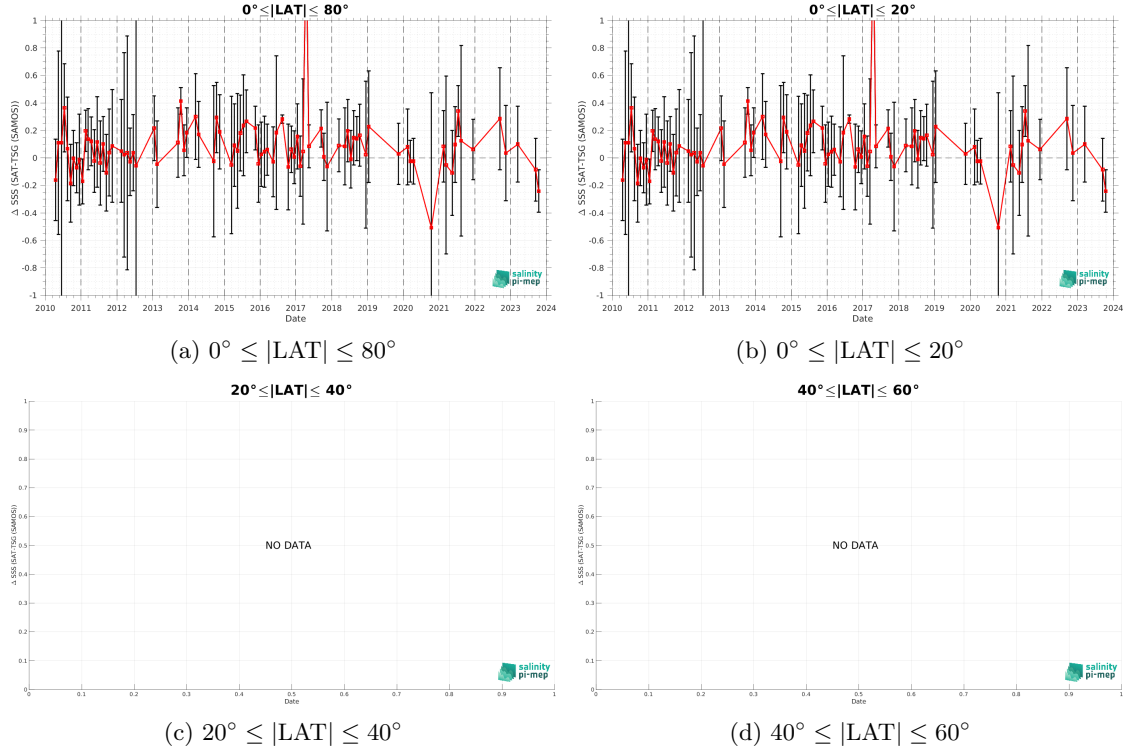 0°≤|LAT|≤ 80°
Δ SSS (SAT-TSG (SAMOS))
1
0.8
0.6
0.4
0.2
0
-0.2
-0.4
-0.6
-0.8
-1
2010 2011 2012 2013 2014 2015 2016 2017 2018 2019 2020 2021 2022 2023 2024
Date
salinity
pi-mep
(a) 0° ≤ |LAT| ≤ 80°
0°≤|LAT|≤ 20°
Δ SSS (SAT-TSG (SAMOS))
1
0.8
0.6
0.4
0.2
0
-0.2
-0.4
-0.6
-0.8
-1
2010 2011 2012 2013 2014 2015 2016 2017 2018 2019 2020 2021 2022 2023 2024
Date
salinity
pi-mep
(b) 0° ≤ |LAT| ≤ 20°
20°≤|LAT|≤ 40°
Δ SSS (SAT-TSG (SAMOS))
1
0.9
0.8
0.7
0.6
0.5
0.4
0.3
0.2
0.1
0
NO DATA
0 0.1 0.2 0.3 0.4 0.5 0.6 0.7 0.8 0.9 1
Date
salinity
pi-mep
(c) 20° ≤ |LAT| ≤ 40°
40°≤|LAT|≤ 60°
Δ SSS (SAT-TSG (SAMOS))
1
0.9
0.8
0.7
0.6
0.5
0.4
0.3
0.2
0.1
0
NO DATA
0 0.1 0.2 0.3 0.4 0.5 0.6 0.7 0.8 0.9 1
Date
salinity
pi-mep
(d) 40° ≤ |LAT| ≤ 60°